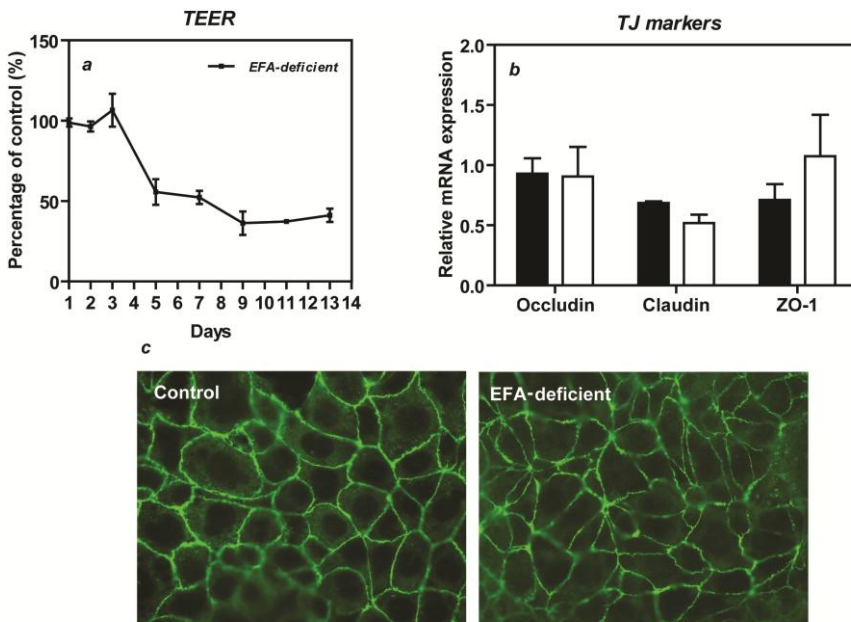 TEER
a
EFA-deficient
Percentage of control (%)
150
100
50
0
1 2 3 4 5 6 7 8 9 10 11 12 13 14
Days
TJ markers
b
Relative mRNA expression
2.0
1.5
1.0
0.5
0.0
Occludin Claudin ZO-1
c
Control
EFA-deficient